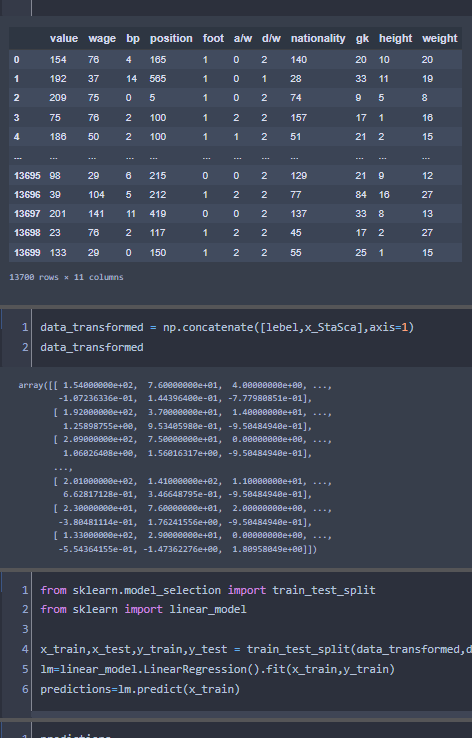 value wage bp position foot a/w d/w nationality gk height weight
0 154 76 4 165 1 0 2 140 20 10 20
1 192 37 14 565 1 0 1 28 33 11 19
2 209 75 0 5 1 0 2 74 9 5 8
3 75 76 2 100 1 2 2 157 17 1 16
4 186 50 2 100 1 1 2 51 21 2 15
... ... ... ... ... ... ... ... ... ... ... ...
13695 98 29 6 215 0 0 2 129 21 9 12
13696 39 104 5 212 1 2 2 77 84 16 27
13697 201 141 11 419 0 0 2 137 33 8 13
13698 23 76 2 117 1 2 2 45 17 2 27
13699 133 29 0 150 1 2 2 55 25 1 15
13700 rows × 11 columns
1 data_transformed = np.concatenate([lebel,x_StaSca],axis=1)
2 data_transformed
array([[ 1.54000000e+02, 7.60000000e+01, 4.00000000e+00, ...,
-1.07236336e-01, 1.44396400e-01, -7.77980851e-01],
[ 1.92000000e+02, 3.70000000e+01, 1.40000000e+01, ...,
1.25898755e+00, 9.53405980e-01, -9.50484940e-01],
[ 2.09000000e+02, 7.50000000e+01, 0.00000000e+00, ...,
1.06026408e+00, 1.56016317e+00, -9.50484940e-01],
...,
[ 2.01000000e+02, 1.41000000e+02, 1.10000000e+01, ...,
6.62817128e-01, 3.46648795e-01, -9.50484940e-01],
[ 2.30000000e+01, 7.60000000e+01, 2.00000000e+00, ...,
-3.80481114e-01, 1.76241556e+00, -9.50484940e-01],
[ 1.33000000e+02, 2.90000000e+01, 0.00000000e+00, ...,
-5.54364155e-01, -1.47362276e+00, 1.80958049e+00]])
1 from sklearn.model_selection import train_test_split
2 from sklearn import linear_model
3
4 x_train,x_test,y_train,y_test = train_test_split(data_transformed,d
5 lm=linear_model.LinearRegression().fit(x_train,y_train)
6 predictions=lm.predict(x_train)
1 predictions